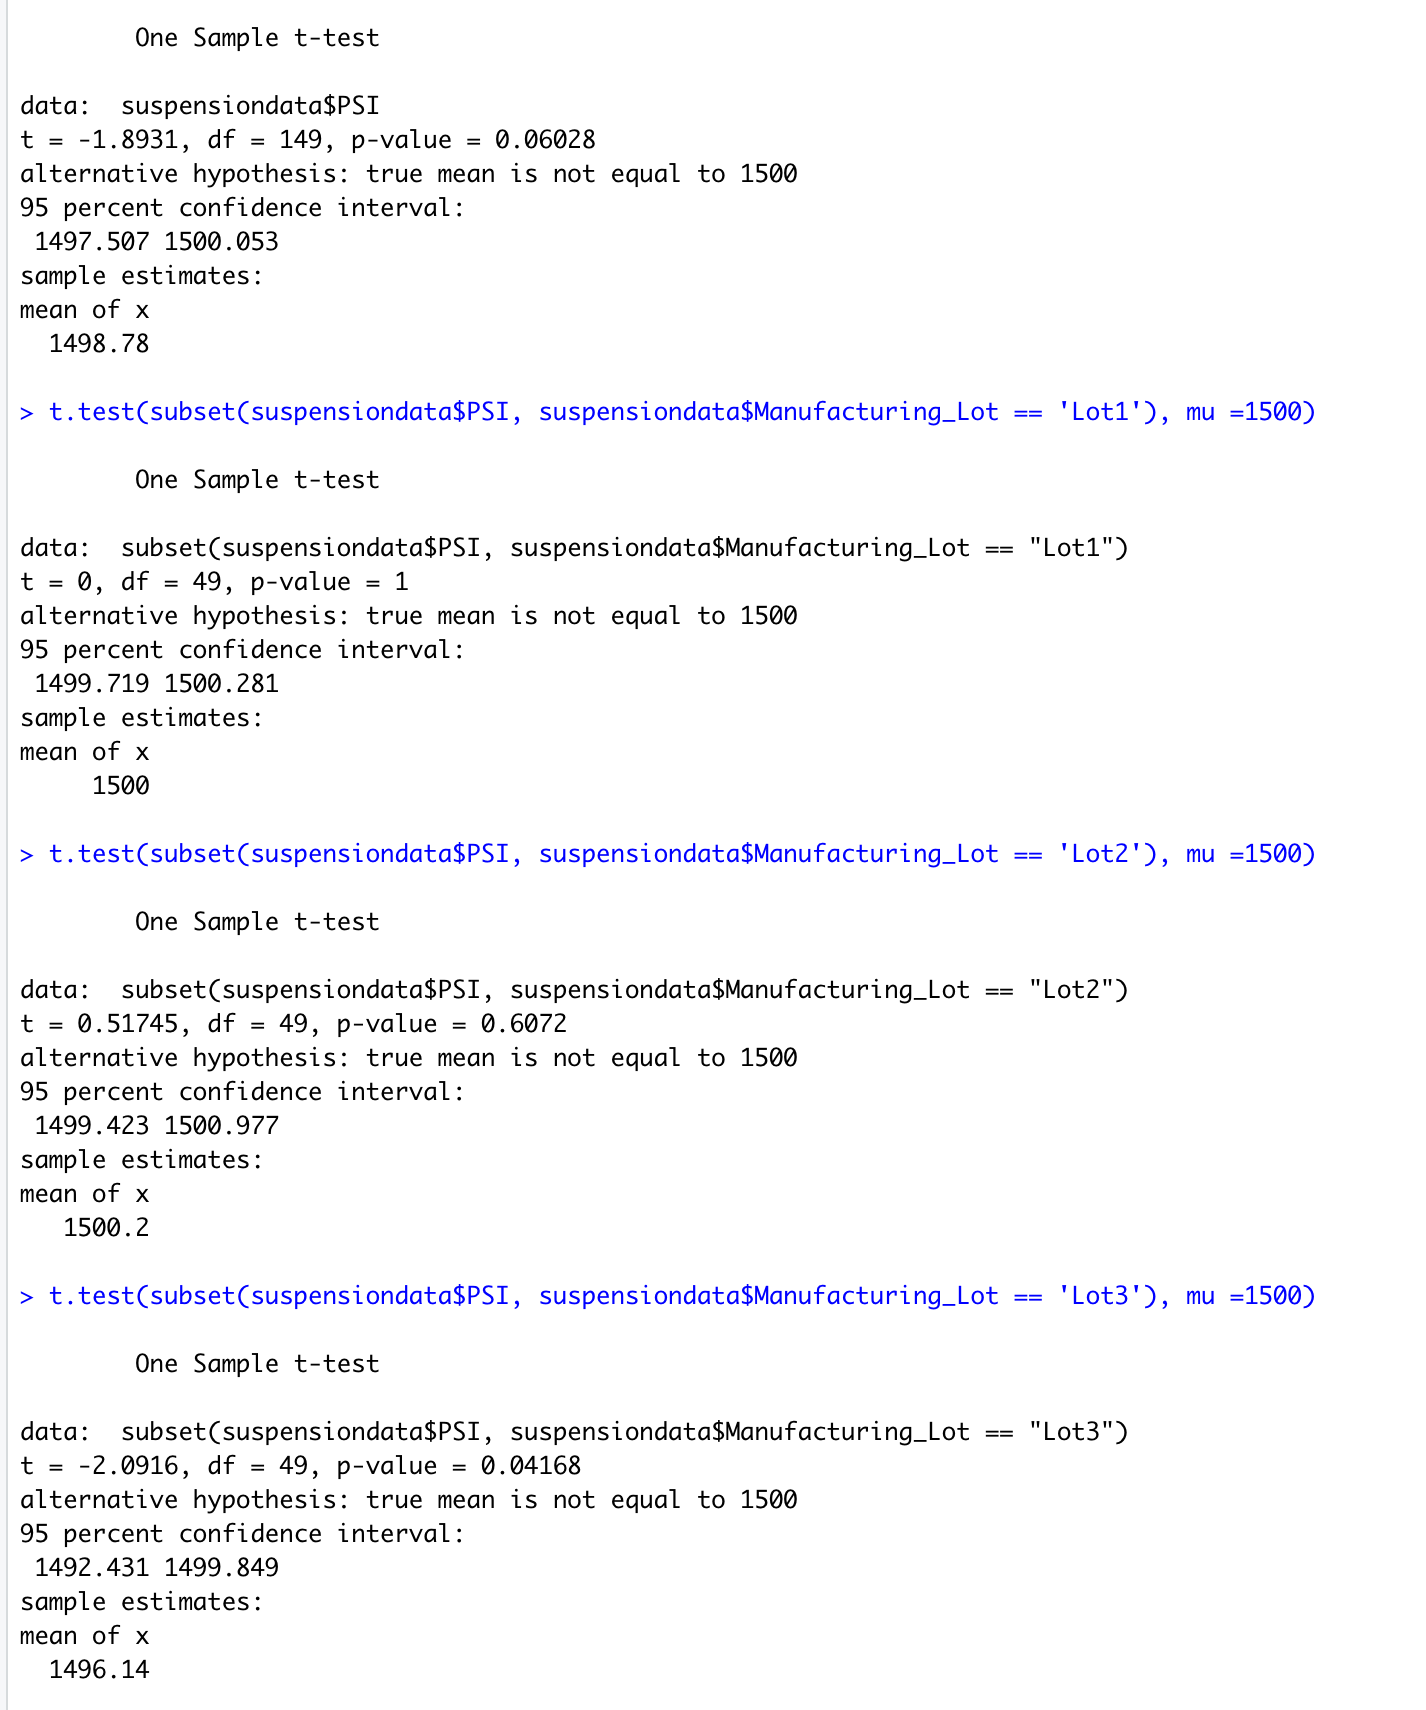 One Sample t-test
data:  suspensiondata$PSI
t = -1.8931, df = 149, p-value = 0.06028
alternative hypothesis: true mean is not equal to 1500
95 percent confidence interval:
 1497.507 1500.053
sample estimates:
mean of x
  1498.78
> t.test(subset(suspensiondata$PSI, suspensiondata$Manufacturing_Lot == 'Lot1'), mu =1500)
One Sample t-test
data:  subset(suspensiondata$PSI, suspensiondata$Manufacturing_Lot == "Lot1")
t = 0, df = 49, p-value = 1
alternative hypothesis: true mean is not equal to 1500
95 percent confidence interval:
 1499.719 1500.281
sample estimates:
mean of x
     1500
> t.test(subset(suspensiondata$PSI, suspensiondata$Manufacturing_Lot == 'Lot2'), mu =1500)
One Sample t-test
data:  subset(suspensiondata$PSI, suspensiondata$Manufacturing_Lot == "Lot2")
t = 0.51745, df = 49, p-value = 0.6072
alternative hypothesis: true mean is not equal to 1500
95 percent confidence interval:
 1499.423 1500.977
sample estimates:
mean of x
   1500.2
> t.test(subset(suspensiondata$PSI, suspensiondata$Manufacturing_Lot == 'Lot3'), mu =1500)
One Sample t-test
data:  subset(suspensiondata$PSI, suspensiondata$Manufacturing_Lot == "Lot3")
t = -2.0916, df = 49, p-value = 0.04168
alternative hypothesis: true mean is not equal to 1500
95 percent confidence interval:
 1492.431 1499.849
sample estimates:
mean of x
  1496.14